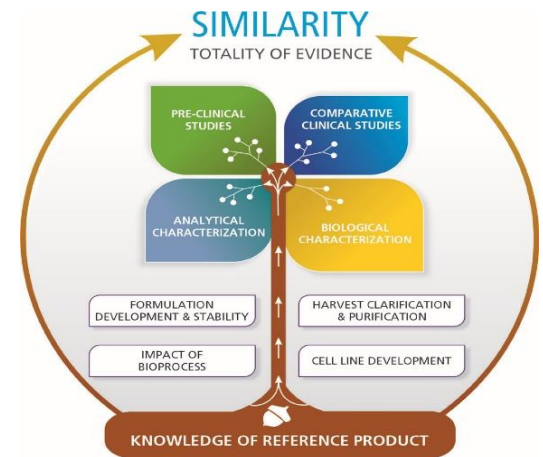 SIMILARITY
TOTALITY OF EVIDENCE
PRE-CLINICAL
STUDIES
COMPARATIVE
CLINICAL STUDIES
ANALYTICAL
CHARACTERIZATION
BIOLOGICAL
CHARACTERIZATION
FORMULATION
DEVELOPMENT & STABILITY
HARVEST CLARIFICATION
& PURIFICATION
IMPACT OF
BIOPROCESS
CELL LINE DEVELOPMENT
KNOWLEDGE OF REFERENCE PRODUCT